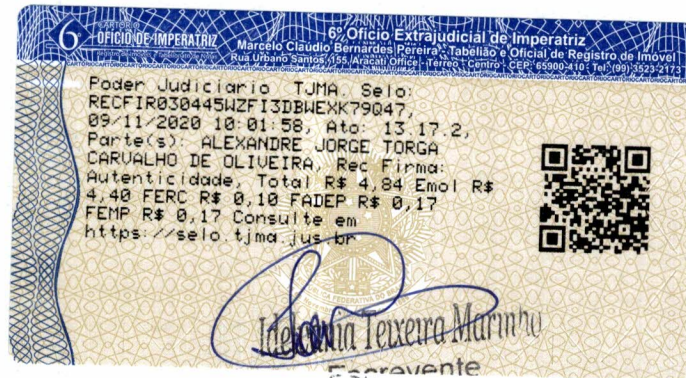 CARTÓRIO
6º OFÍCIO DE IMPERATRIZ
6º Ofício Extrajudicial de Imperatriz
Marcelo Claudio Bernardes Pereira - Tabelião e Oficial de Registro de Imóvel
Rua Urbano Santos, 155, Aracati Office - Térreo - Centro - CEP: 65900-410 - Tel: (99) 3523-2173
Poder Judiciario TJMA. Selo:
RECFIR030445WZFI3DBWEXK79Q47,
09/11/2020 10:01:58, Ato: 13.17.2,
Parte(s): ALEXANDRE JORGE TORGA
CARVALHO DE OLIVEIRA, Rec Firma:
Autenticidade, Total R$ 4,84 Emol R$
4,40 FERC R$ 0,10 FADEP R$ 0,17
FEMP R$ 0,17 Consulte em
https://selo.tjma.jus.br
Teixeira Marinho
Escrevente